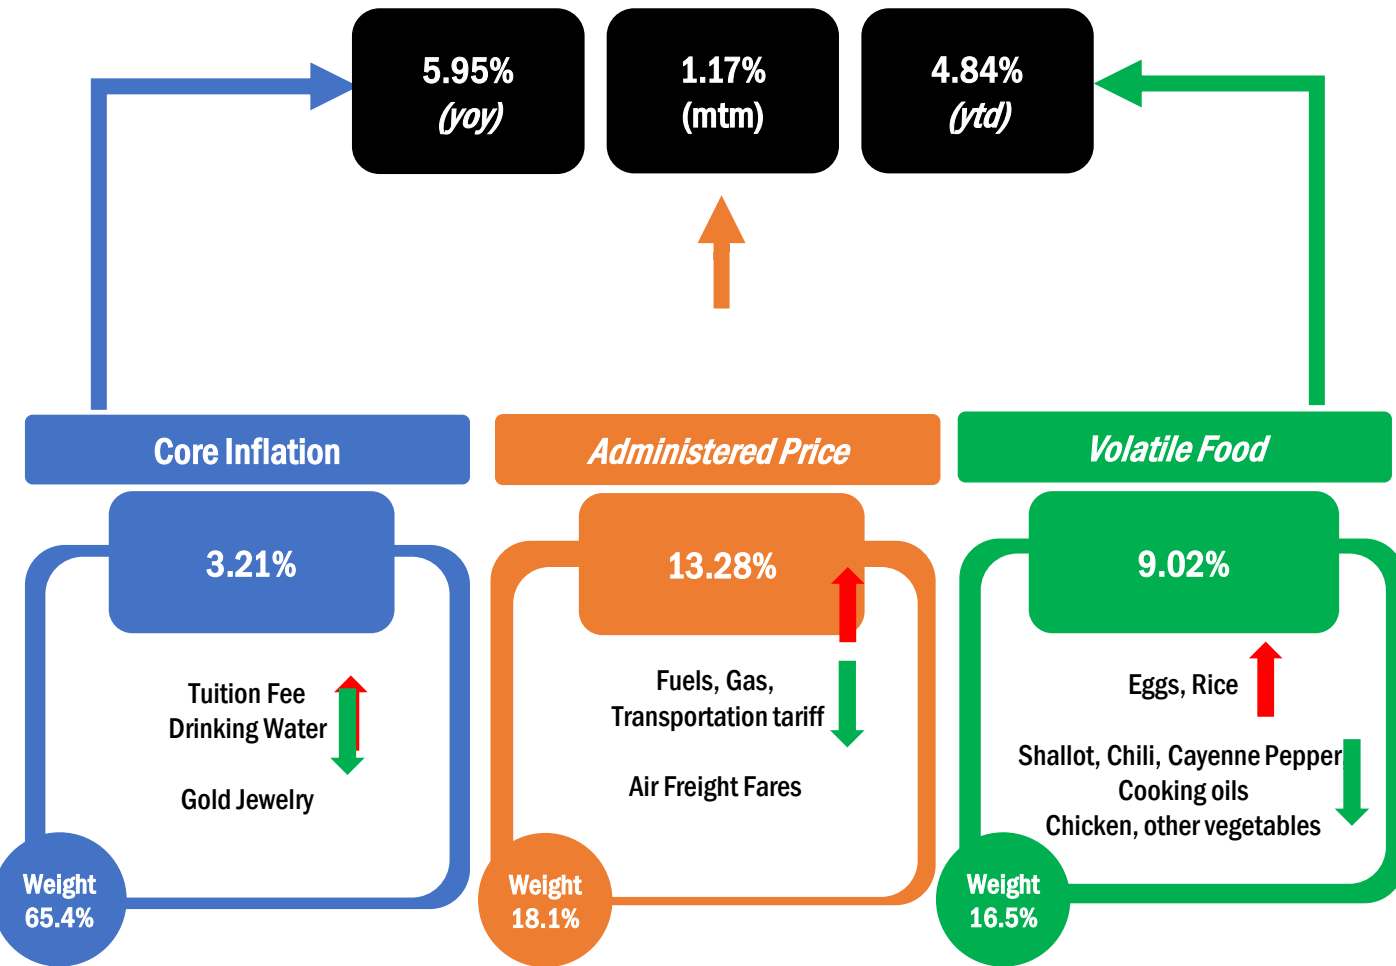 5.95%
(yoy)
1.17%
(mtm)
4.84%
(ytd)
Core Inflation
3.21%
Tuition Fee
Drinking Water
Gold Jewelry
Weight
65.4%
Administered Price
13.28%
Fuels, Gas,
Transportation tariff
Air Freight Fares
Weight
18.1%
Volatile Food
9.02%
Eggs, Rice
Shallot, Chili, Cayenne Pepper,
Cooking oils
Chicken, other vegetables
Weight
16.5%